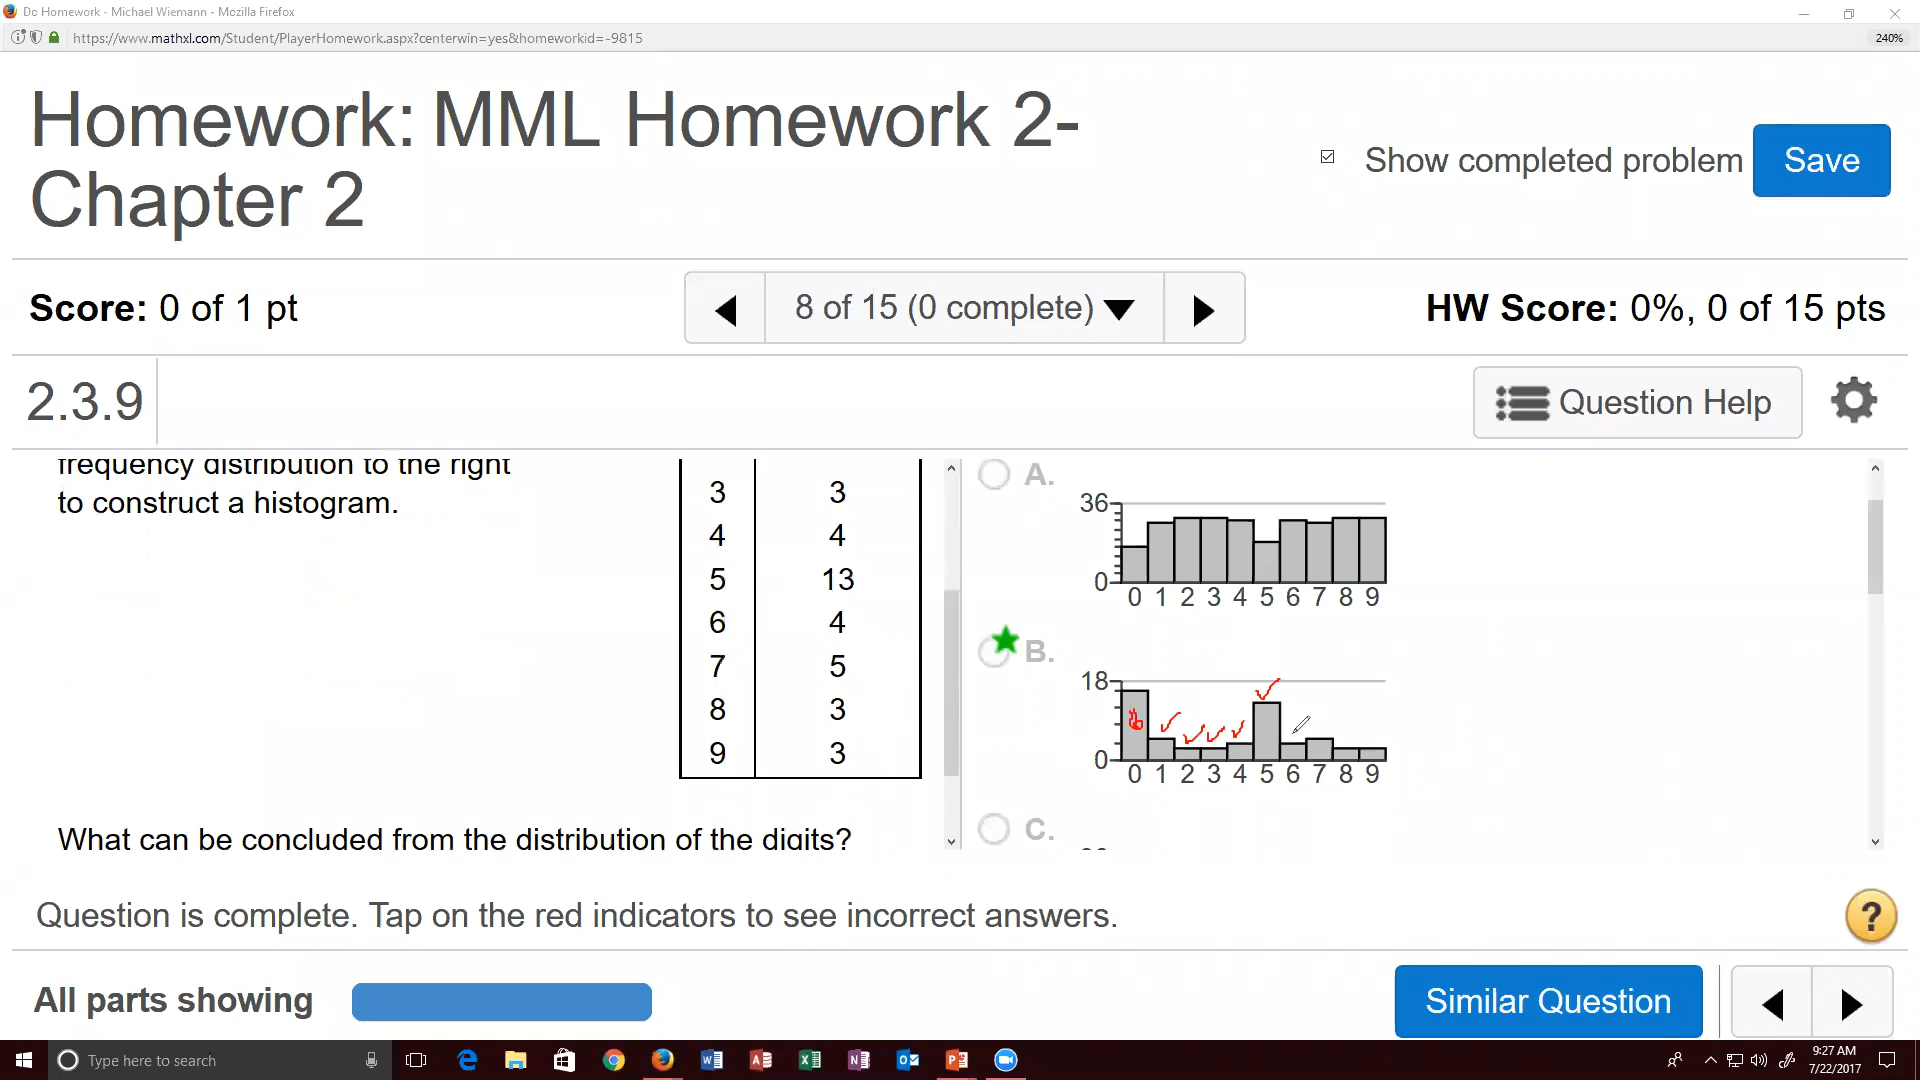 Do Homework - Michael Wiemann - Mozilla Firefox
https://www.mathxl.com/Student/PlayerHomework.aspx?centerwin=yes&homeworkid=-9815
240%
Homework: MML Homework 2-
Chapter 2
Show completed problem
Save
Score: 0 of 1 pt
8 of 15 (0 complete)
HW Score: 0%, 0 of 15 pts
2.3.9
Question Help
frequency distribution to the right
to construct a histogram.
3 3
4 4
5 13
6 4
7 5
8 3
9 3
What can be concluded from the distribution of the digits?
A.
36
0
0 1 2 3 4 5 6 7 8 9
B.
18
0
0 1 2 3 4 5 6 7 8 9
C.
Question is complete. Tap on the red indicators to see incorrect answers.
?
All parts showing
Similar Question
Type here to search
9:27 AM
7/22/2017